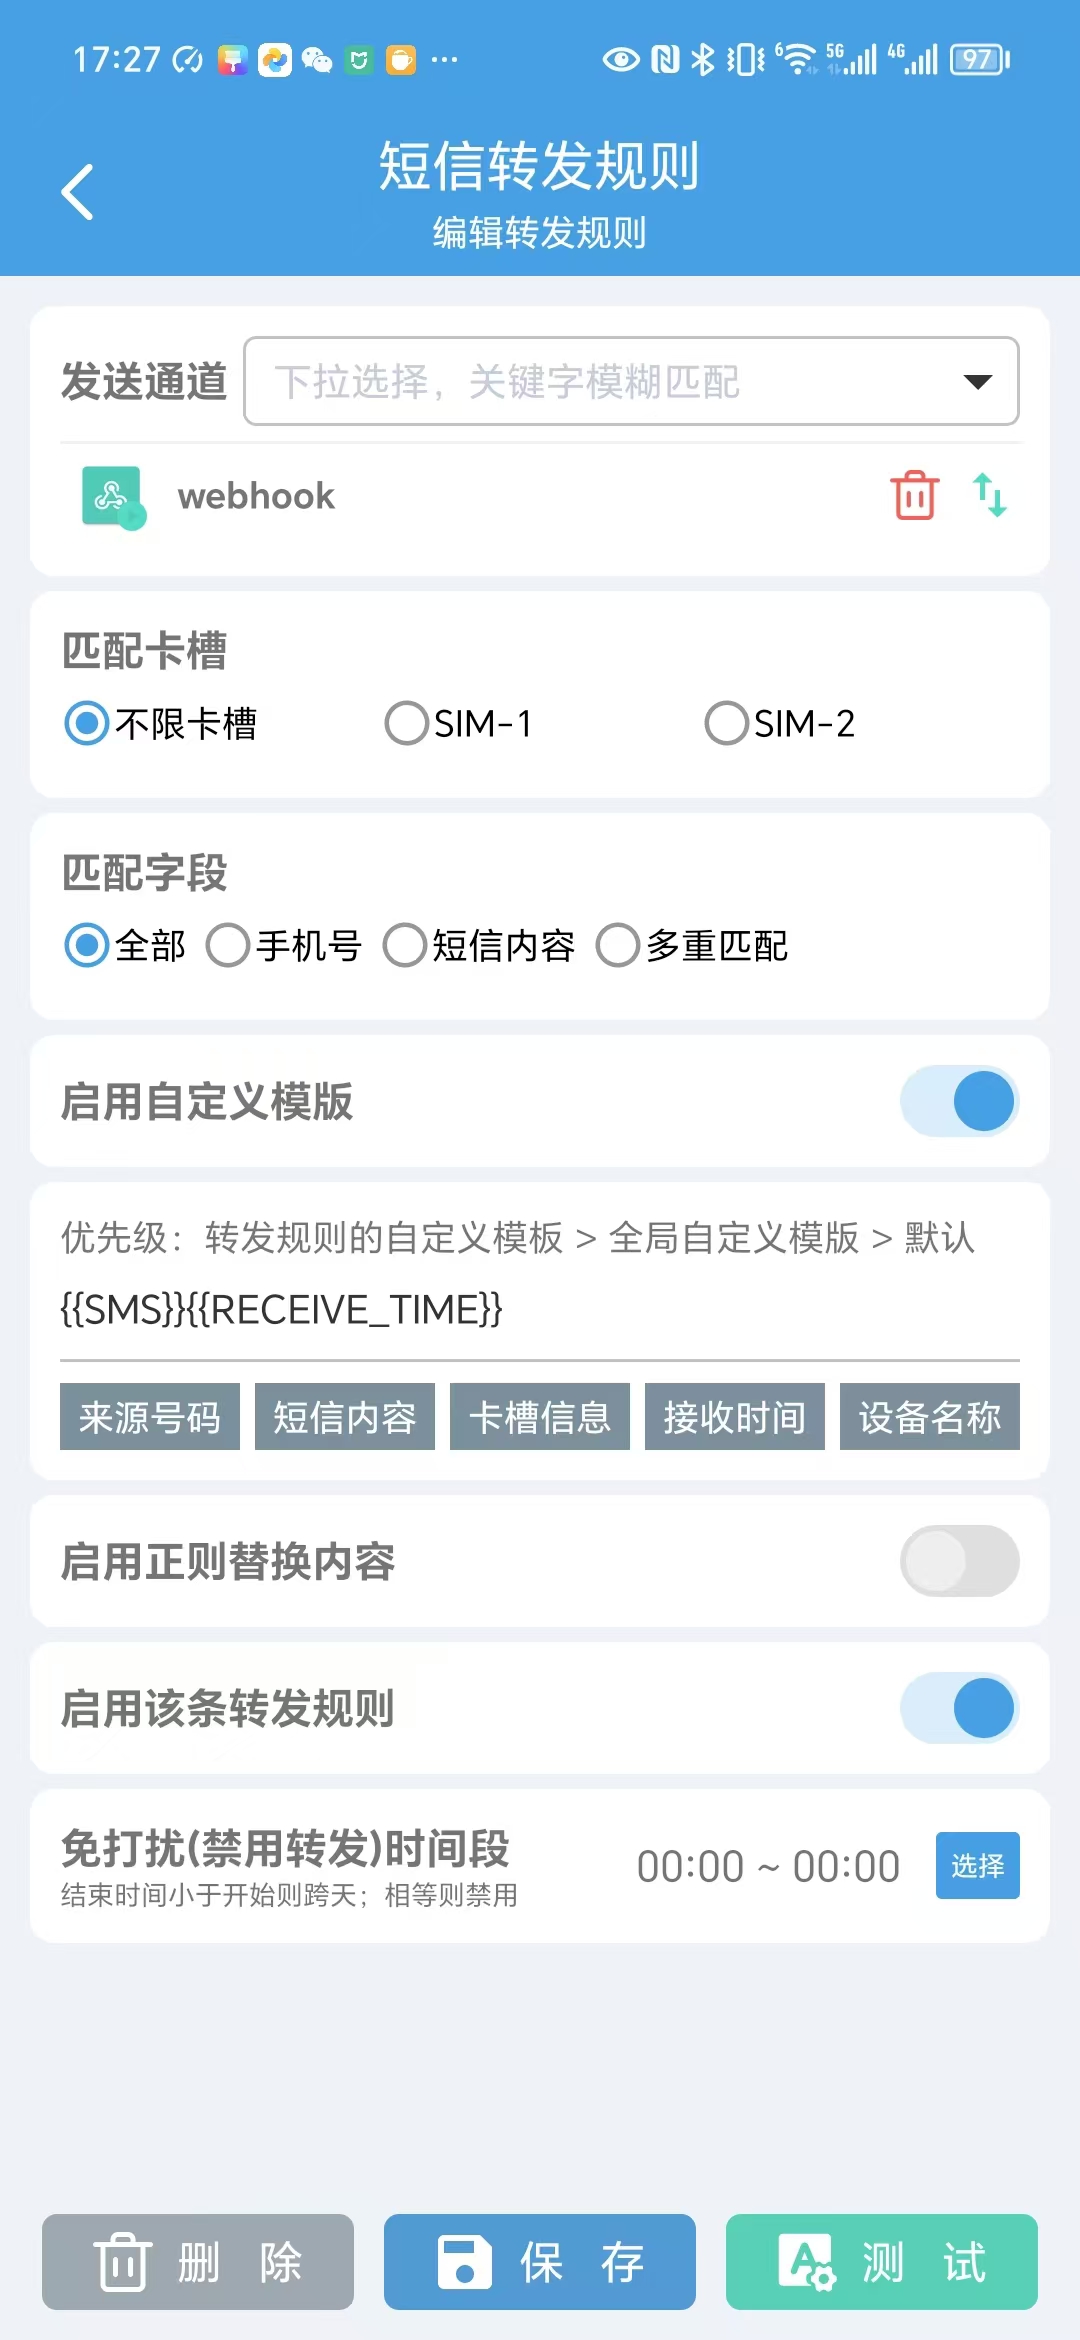 17:27 6 5G 4G 97
短信转发规则
编辑转发规则
发送通道 下拉选择，关键字模糊匹配
webhook
匹配卡槽
不限卡槽 SIM-1 SIM-2
匹配字段
全部 手机号 短信内容 多重匹配
启用自定义模版
优先级：转发规则的自定义模板 > 全局自定义模版 > 默认
{{SMS}}{{RECEIVE_TIME}}
来源号码 短信内容 卡槽信息 接收时间 设备名称
启用正则替换内容
启用该条转发规则
免打扰(禁用转发)时间段 00:00 ~ 00:00 选择
结束时间小于开始则跨天；相等则禁用
删 除 保 存 测 试